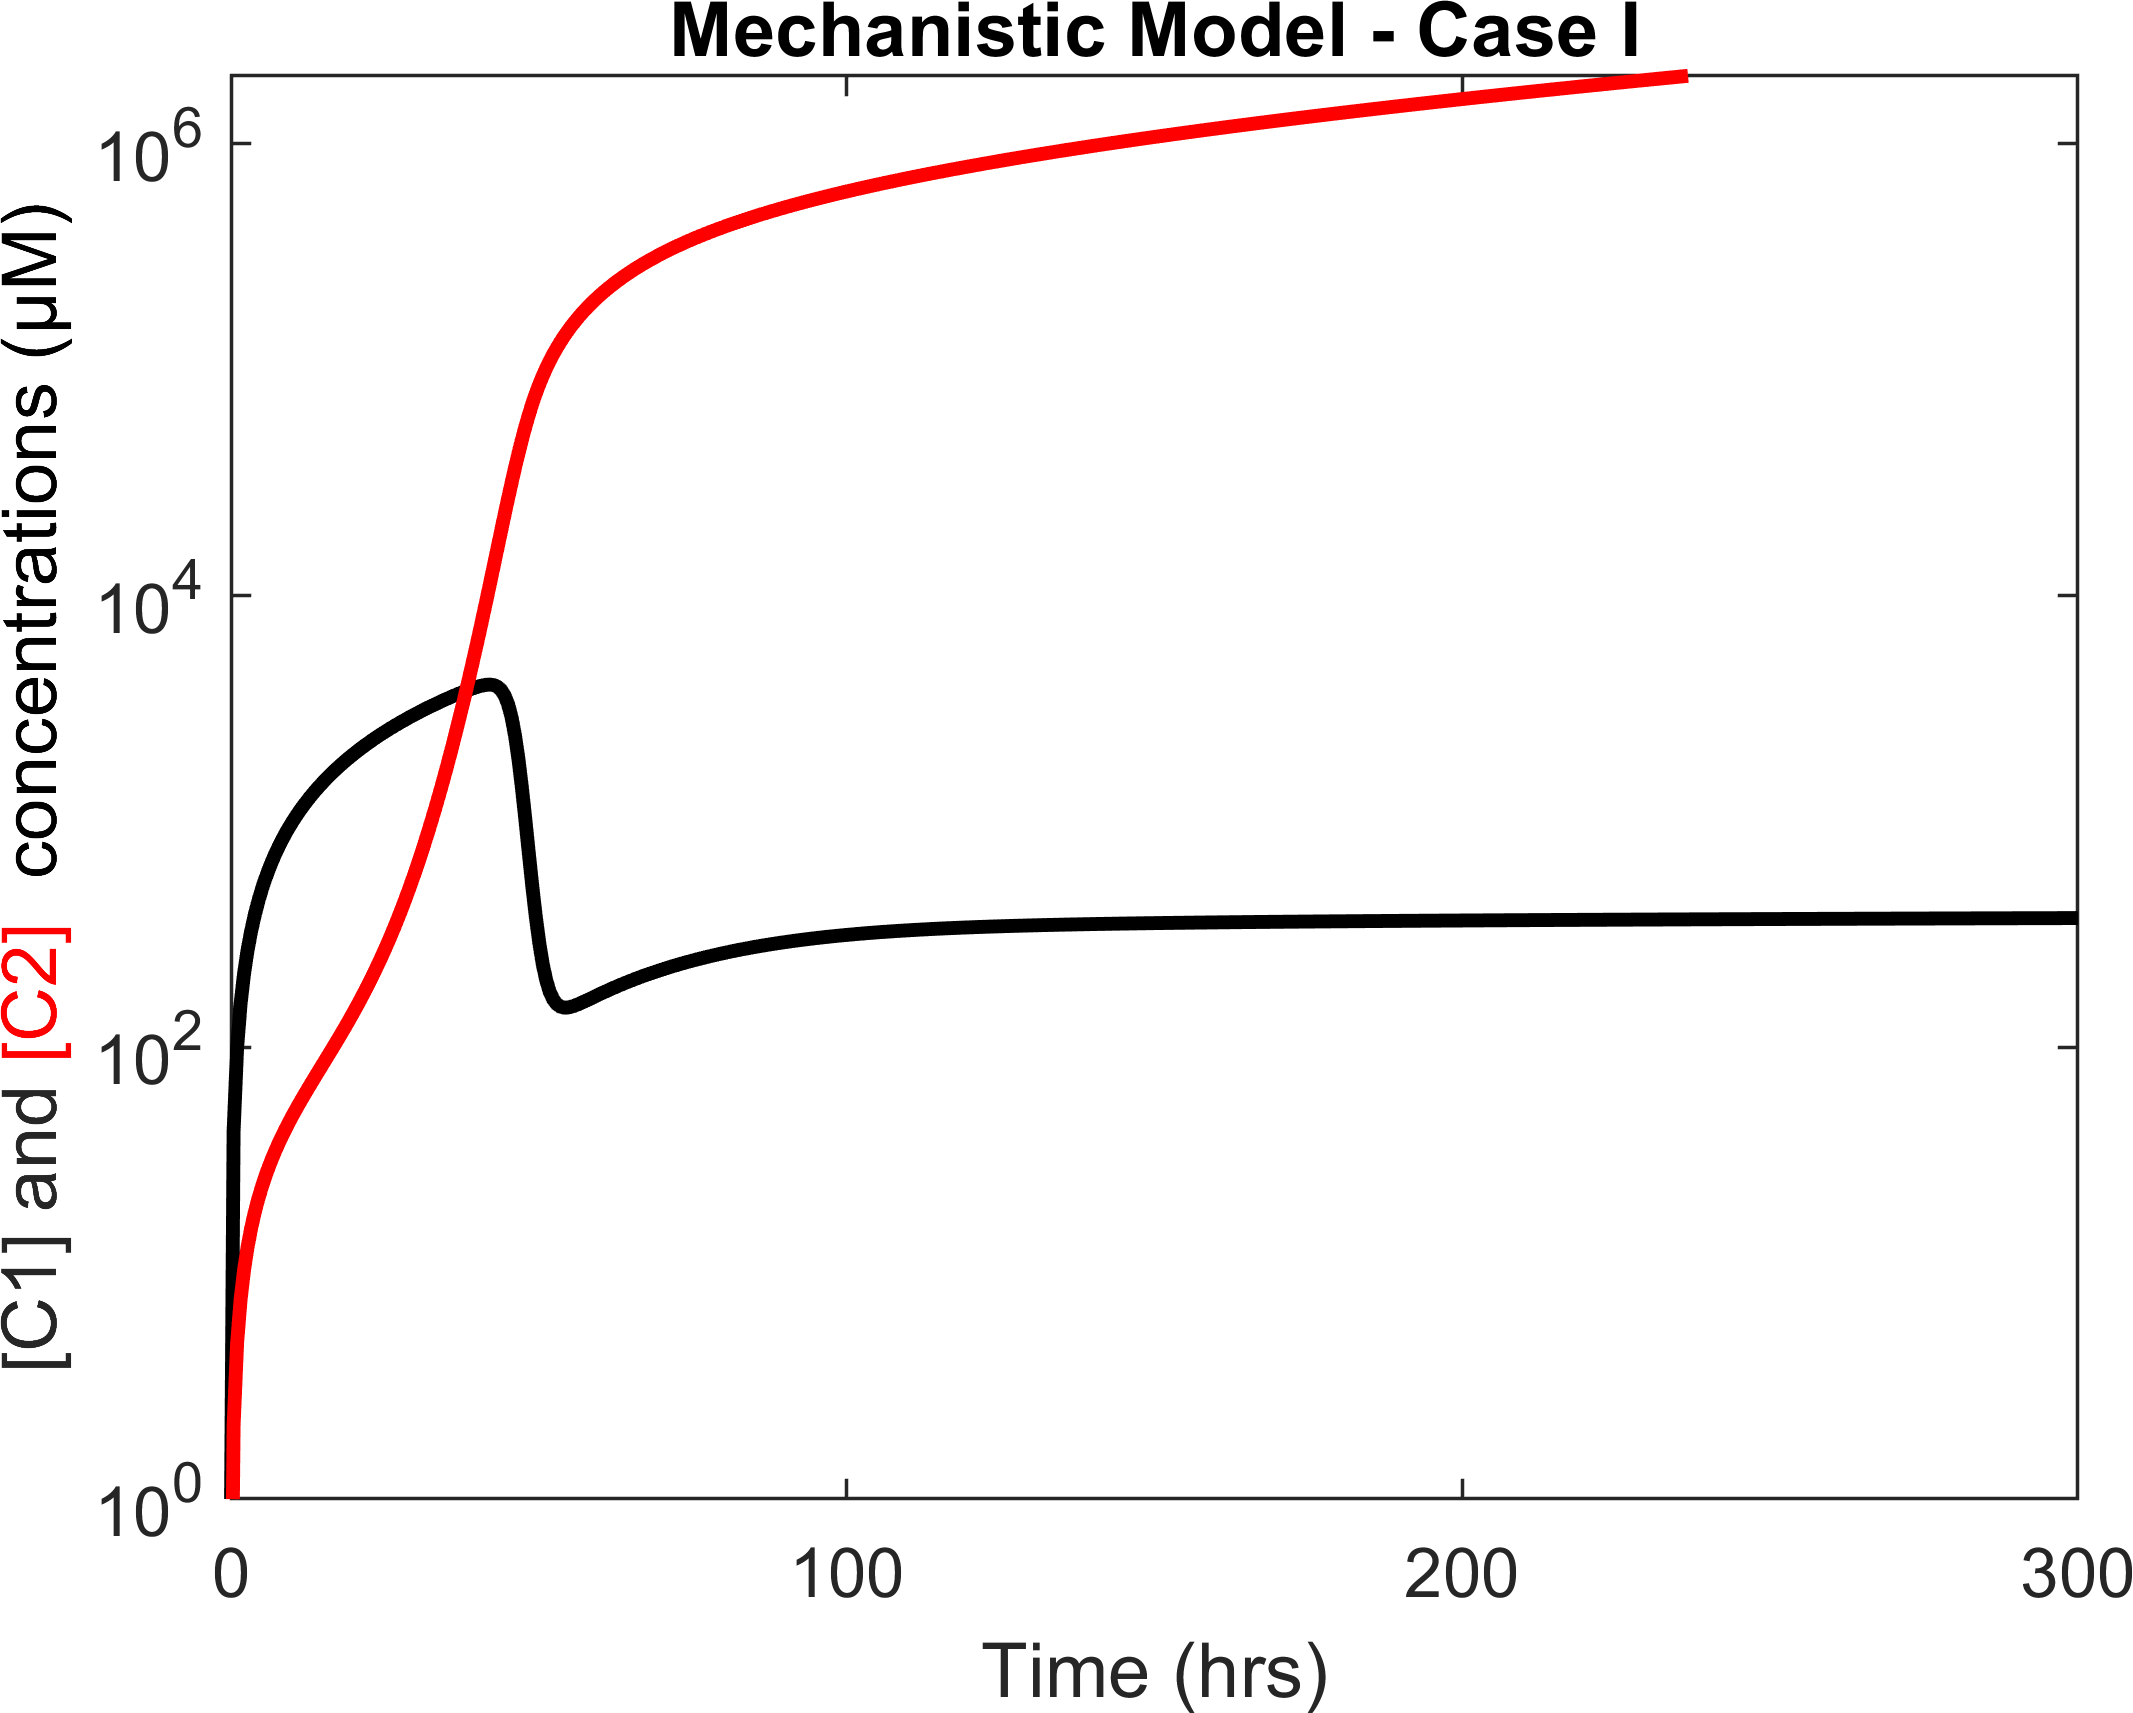 Mechanistic Model - Case I
[C1] and [C2] concentrations (μM)
10^6
10^4
10^2
10^0
0 100 200 300
Time (hrs)